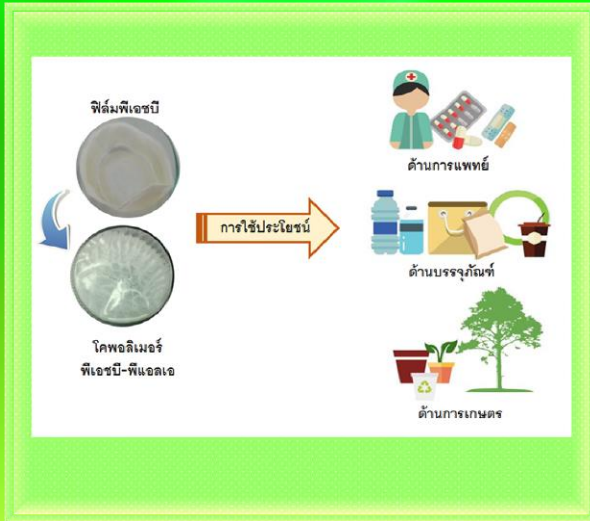 ฟิล์มพีเอชบี
โคพอลิเมอร์
พีเอชบี-พีแอลเอ
การใช้ประโยชน์
ด้านการแพทย์
ด้านบรรจุภัณฑ์
ด้านการเกษตร